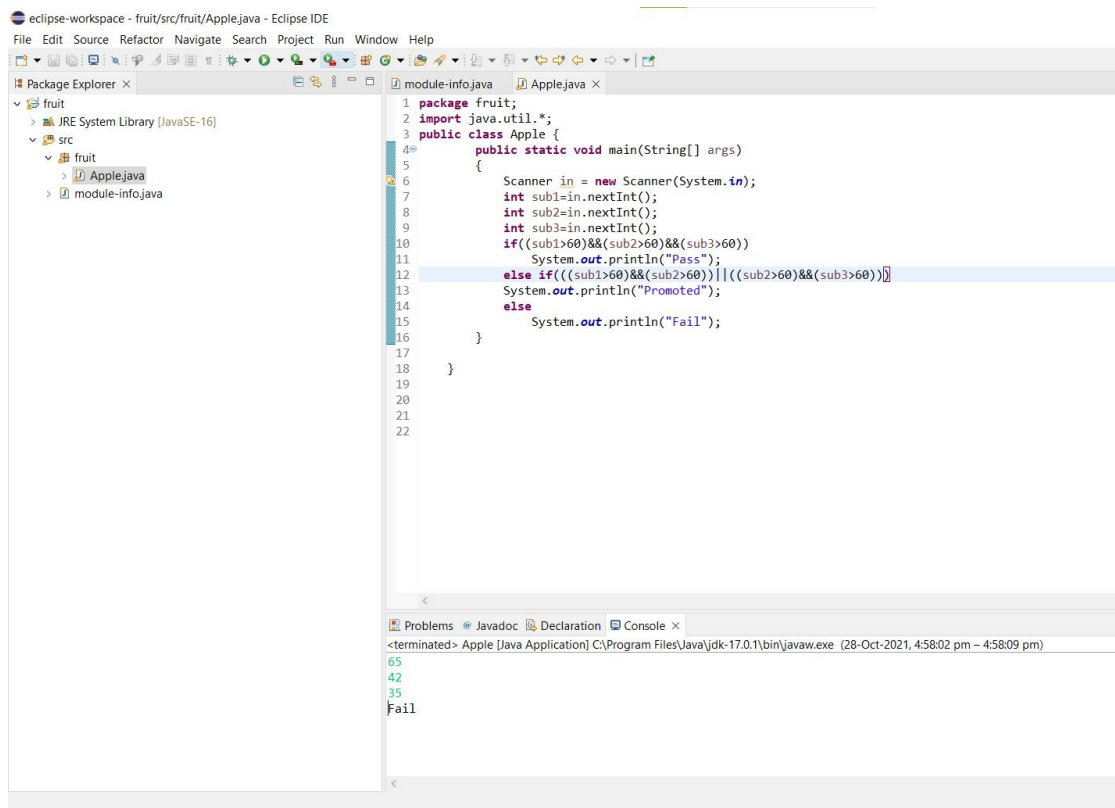 eclipse-workspace - fruit/src/fruit/Apple.java - Eclipse IDE
File Edit Source Refactor Navigate Search Project Run Window Help
Package Explorer
fruit
JRE System Library [JavaSE-16]
src
fruit
Apple.java
module-info.java
module-info.java Apple.java
1 package fruit;
2 import java.util.*;
3 public class Apple {
4 public static void main(String[] args)
5 {
6 Scanner in = new Scanner(System.in);
7 int sub1=in.nextInt();
8 int sub2=in.nextInt();
9 int sub3=in.nextInt();
10 if((sub1>60)&&(sub2>60)&&(sub3>60))
11 System.out.println("Pass");
12 else if(((sub1>60)&&(sub2>60))||((sub2>60)&&(sub3>60)))
13 System.out.println("Promoted");
14 else
15 System.out.println("Fail");
16 }
17
18 }
19
20
21
22
Problems Javadoc Declaration Console
<terminated> Apple [Java Application] C:\Program Files\Java\jdk-17.0.1\bin\javaw.exe (28-Oct-2021, 4:58:02 pm – 4:58:09 pm)
65
42
35
Fail